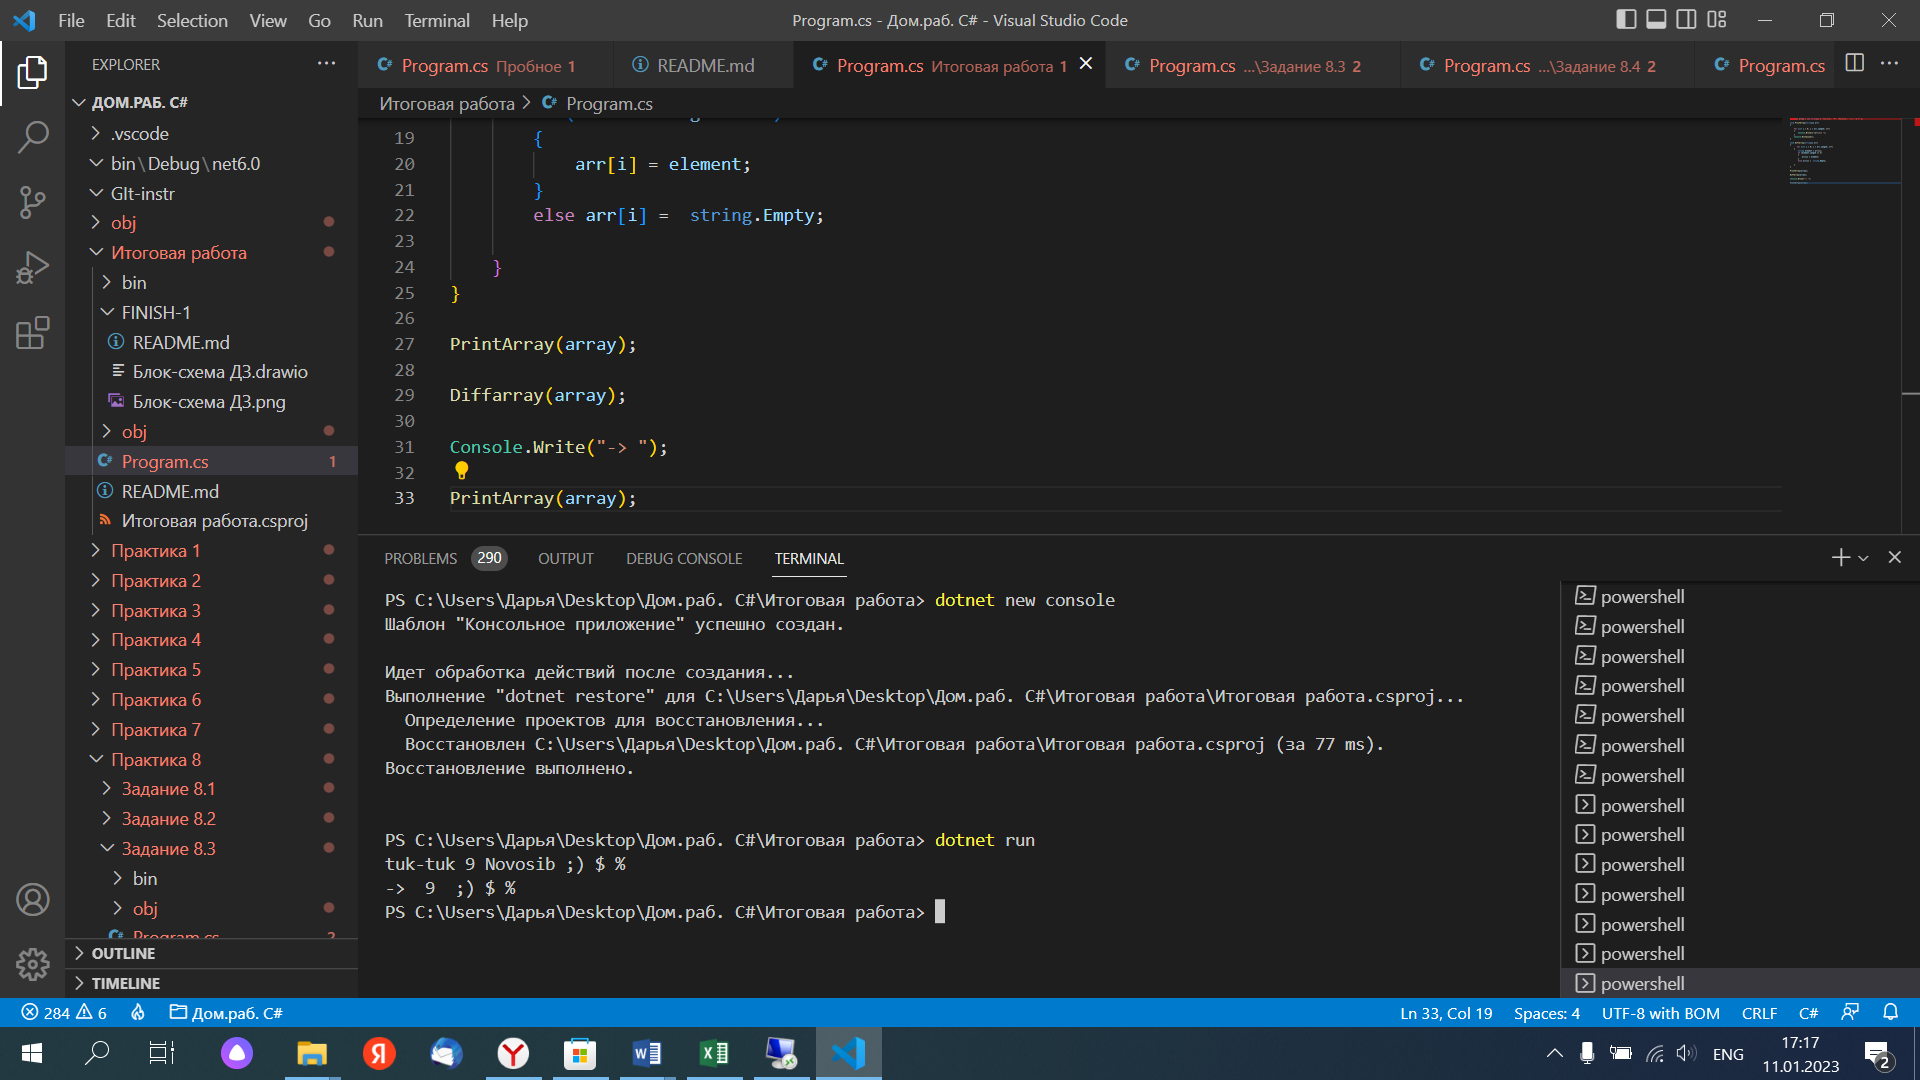 File Edit Selection View Go Run Terminal Help
Program.cs - Дом.раб. C# - Visual Studio Code
EXPLORER
ДОМ.РАБ. C#
.vscode
bin\Debug\net6.0
GIt-instr
obj
Итоговая работа
bin
FINISH-1
README.md
Блок-схема ДЗ.drawio
Блок-схема ДЗ.png
obj
Program.cs 1
README.md
Итоговая работа.csproj
Практика 1
Практика 2
Практика 3
Практика 4
Практика 5
Практика 6
Практика 7
Практика 8
Задание 8.1
Задание 8.2
Задание 8.3
bin
obj
Program.cs 2
OUTLINE
TIMELINE
Program.cs Пробное 1
README.md
Program.cs Итоговая работа 1
Program.cs ...\Задание 8.3 2
Program.cs ...\Задание 8.4 2
Program.cs
Итоговая работа > Program.cs
19 {
20 arr[i] = element;
21 }
22 else arr[i] =  string.Empty;
23
24 }
25 }
26
27 PrintArray(array);
28
29 Diffarray(array);
30
31 Console.Write("-> ");
32
33 PrintArray(array);
PROBLEMS 290 OUTPUT DEBUG CONSOLE TERMINAL
PS C:\Users\Дарья\Desktop\Дом.раб. C#\Итоговая работа> dotnet new console
Шаблон "Консольное приложение" успешно создан.
Идет обработка действий после создания...
Выполнение "dotnet restore" для C:\Users\Дарья\Desktop\Дом.раб. C#\Итоговая работа\Итоговая работа.csproj...
Определение проектов для восстановления...
Восстановлен C:\Users\Дарья\Desktop\Дом.раб. C#\Итоговая работа\Итоговая работа.csproj (за 77 ms).
Восстановление выполнено.
PS C:\Users\Дарья\Desktop\Дом.раб. C#\Итоговая работа> dotnet run
tuk-tuk 9 Novosib ;) $ %
->  9  ;) $ %
PS C:\Users\Дарья\Desktop\Дом.раб. C#\Итоговая работа>
powershell
powershell
powershell
powershell
powershell
powershell
powershell
powershell
powershell
powershell
powershell
powershell
powershell
powershell
284 6 Дом.раб. C#
Ln 33, Col 19 Spaces: 4 UTF-8 with BOM CRLF C#
ENG
17:17
11.01.2023
2